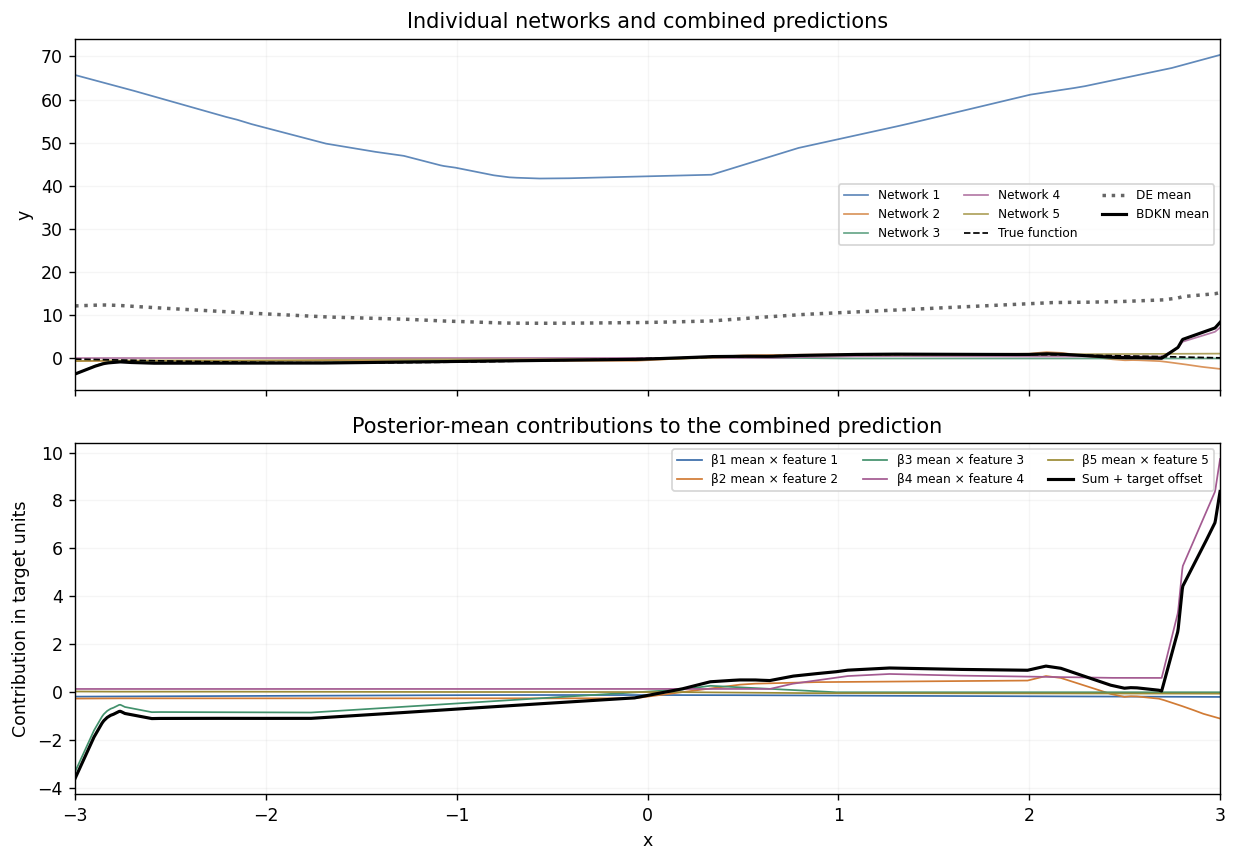 Individual networks and combined predictions
70
60
50
40
30
20
10
0
y
Network 1
Network 2
Network 3
Network 4
Network 5
True function
DE mean
BDKN mean
Posterior-mean contributions to the combined prediction
10
8
6
4
2
0
−2
−4
Contribution in target units
β1 mean × feature 1
β2 mean × feature 2
β3 mean × feature 3
β4 mean × feature 4
β5 mean × feature 5
Sum + target offset
−3
−2
−1
0
1
2
3
x